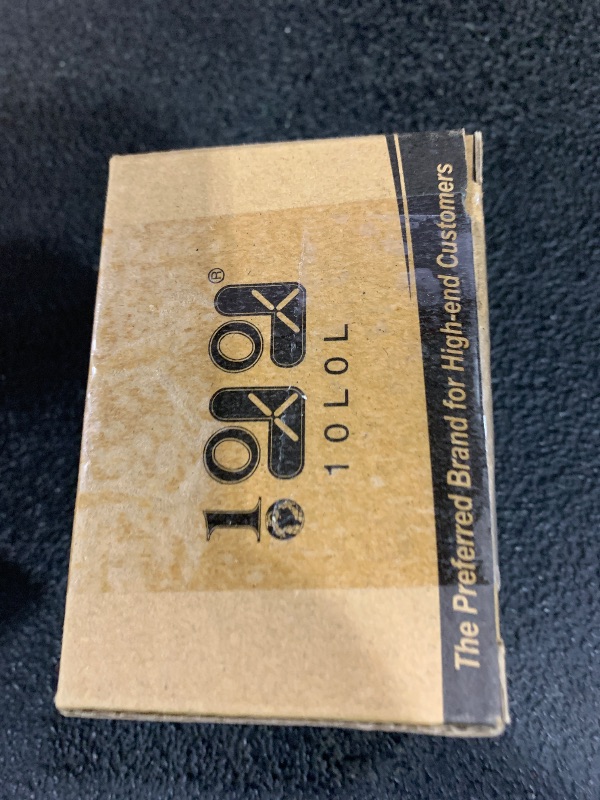 ®
10L0L
The Preferred Brand for High-end Customers